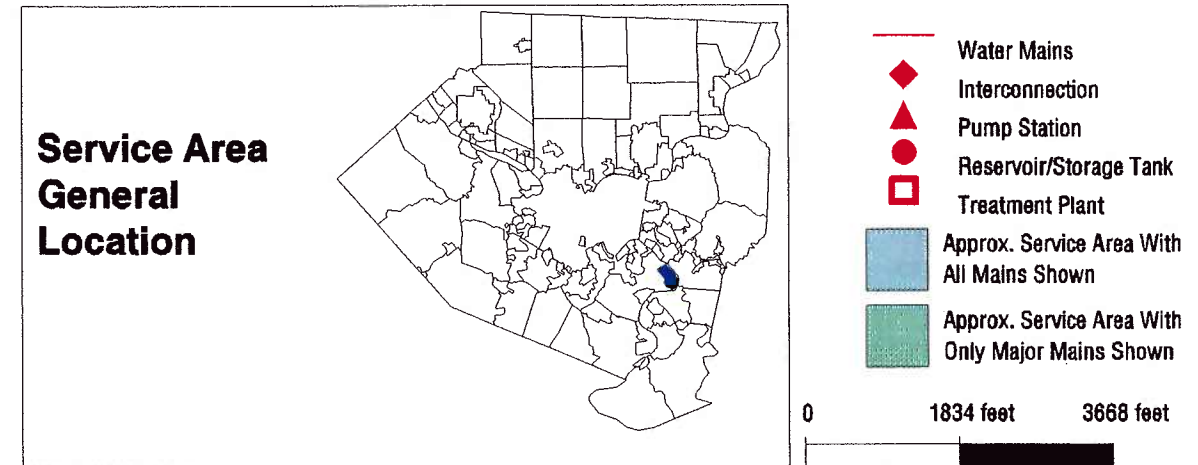 Service Area
General
Location
Water Mains
Interconnection
Pump Station
Reservoir/Storage Tank
Treatment Plant
Approx. Service Area With
All Mains Shown
Approx. Service Area With
Only Major Mains Shown
0 1834 feet 3668 feet